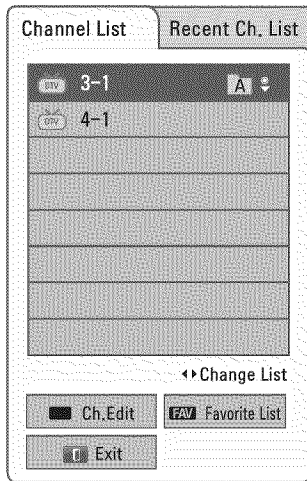 Channel List
Recent Ch. List
DTV 3-1 A
DTV 4-1
Change List
Ch.Edit
FAV Favorite List
Exit